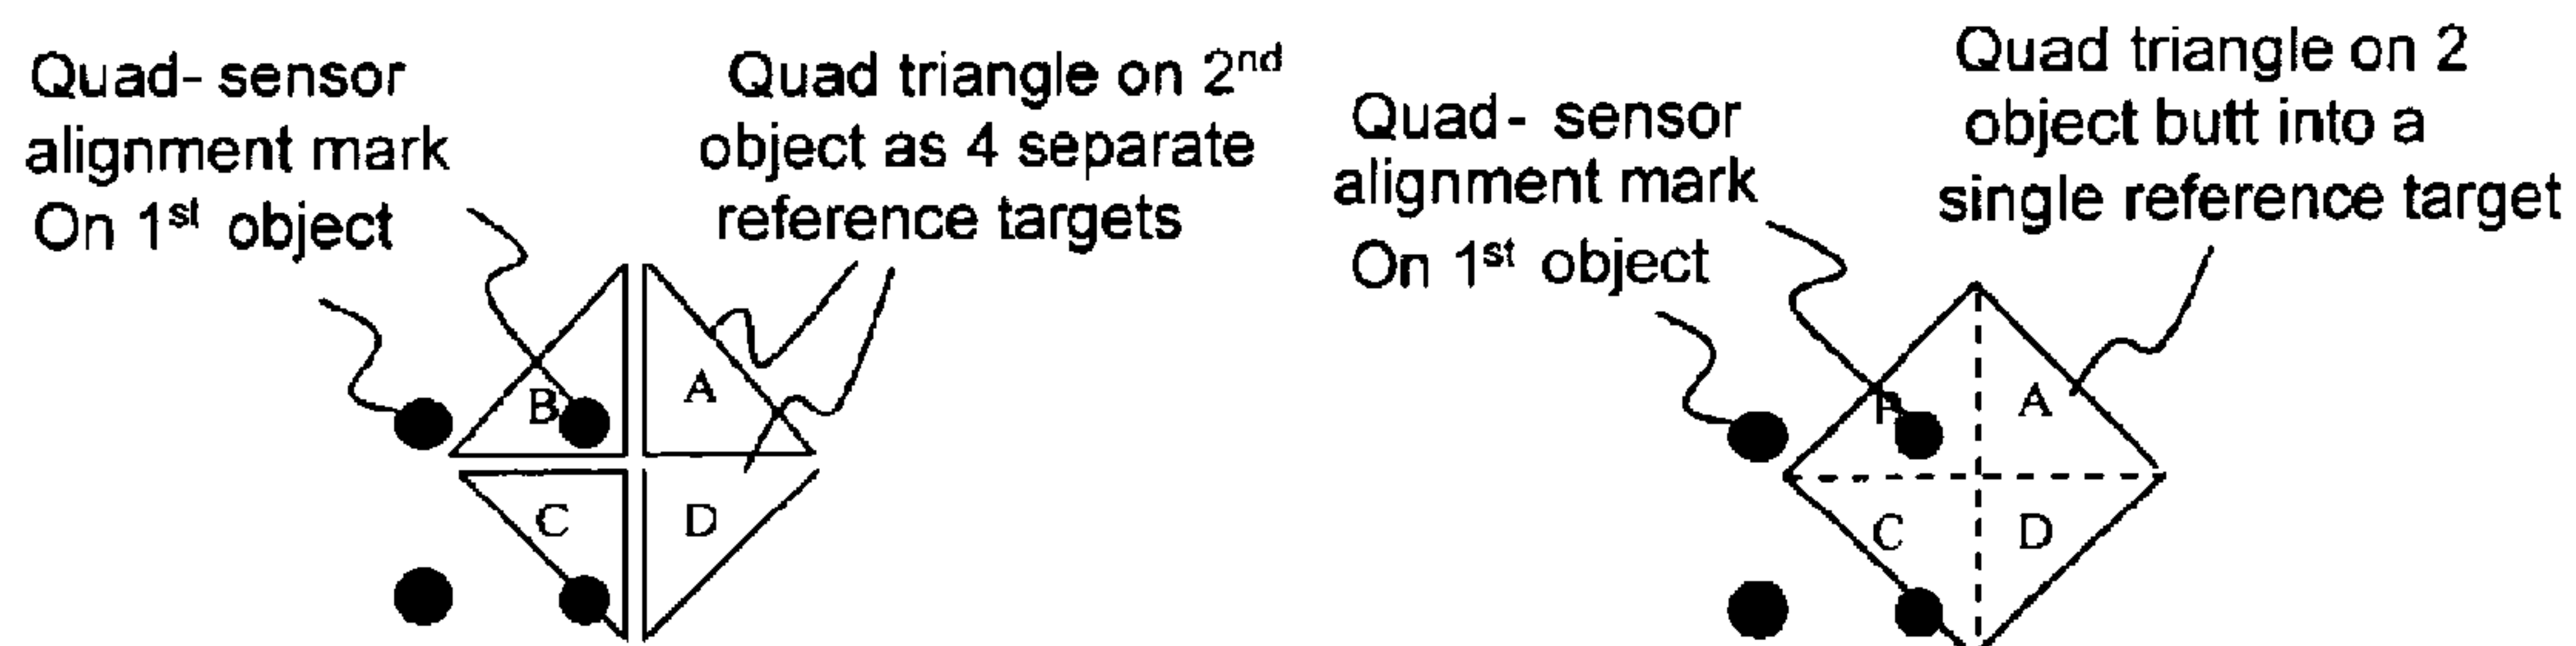 Quad- sensor
alignment mark
On 1st object
Quad triangle on 2nd
object as 4 separate
reference targets
B
A
C
D
Quad- sensor
alignment mark
On 1st object
Quad triangle on 2
object butt into a
single reference target
A
C
D